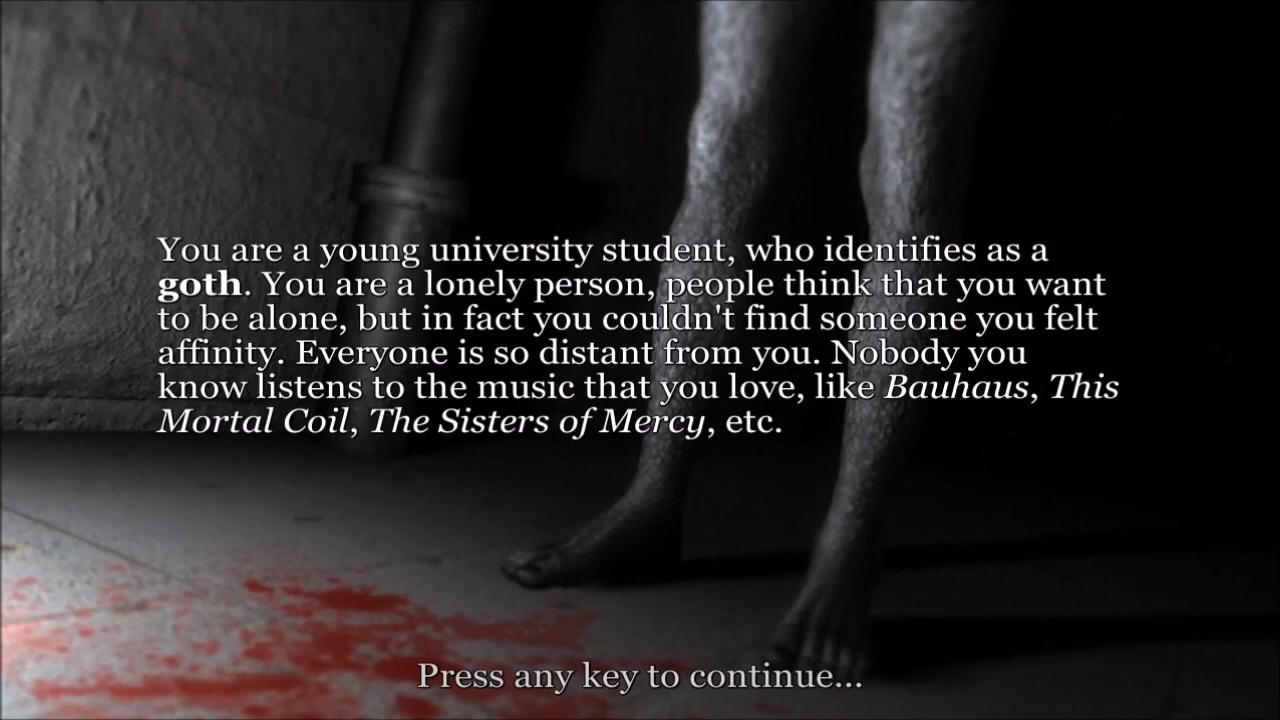 You are a young university student, who identifies as a
goth. You are a lonely person, people think that you want
to be alone, but in fact you couldn't find someone you felt
affinity. Everyone is so distant from you. Nobody you
know listens to the music that you love, like Bauhaus, This
Mortal Coil, The Sisters of Mercy, etc.
Press any key to continue...